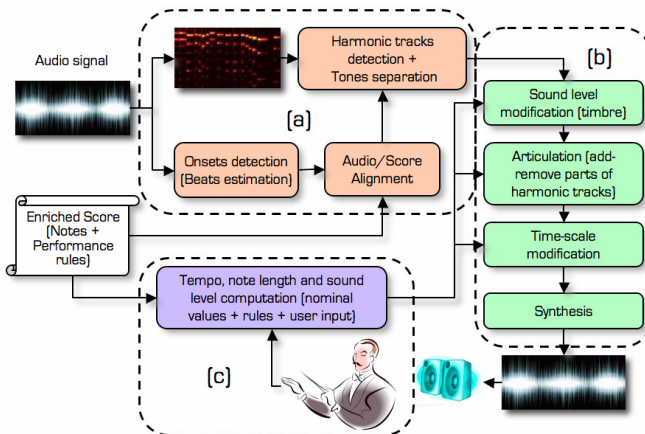 Audio signal
Harmonic tracks
detection +
Tones separation
(b)
Sound level
modification (timbre)
(a)
Onsets detection
(Beats estimation)
Audio/Score
Alignment
Articulation (add-
remove parts of
harmonic tracks)
Enriched Score
(Notes +
Performance
rules)
Time-scale
modification
Tempo, note length and sound
level computation (nominal
values + rules + user input)
Synthesis
(c)